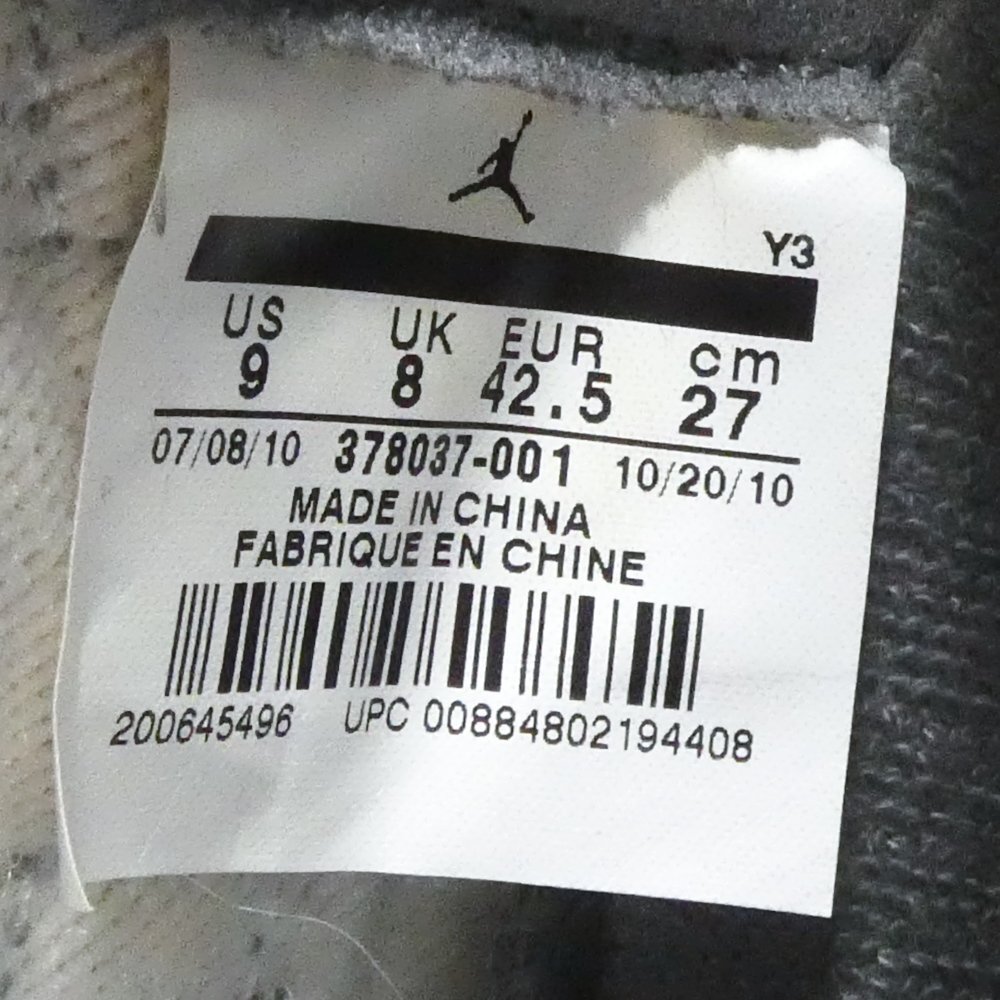 Y3
US UK EUR cm
9 8 42.5 27
07/08/10 378037-001 10/20/10
MADE IN CHINA
FABRIQUE EN CHINE
200645496 UPC 00884802194408